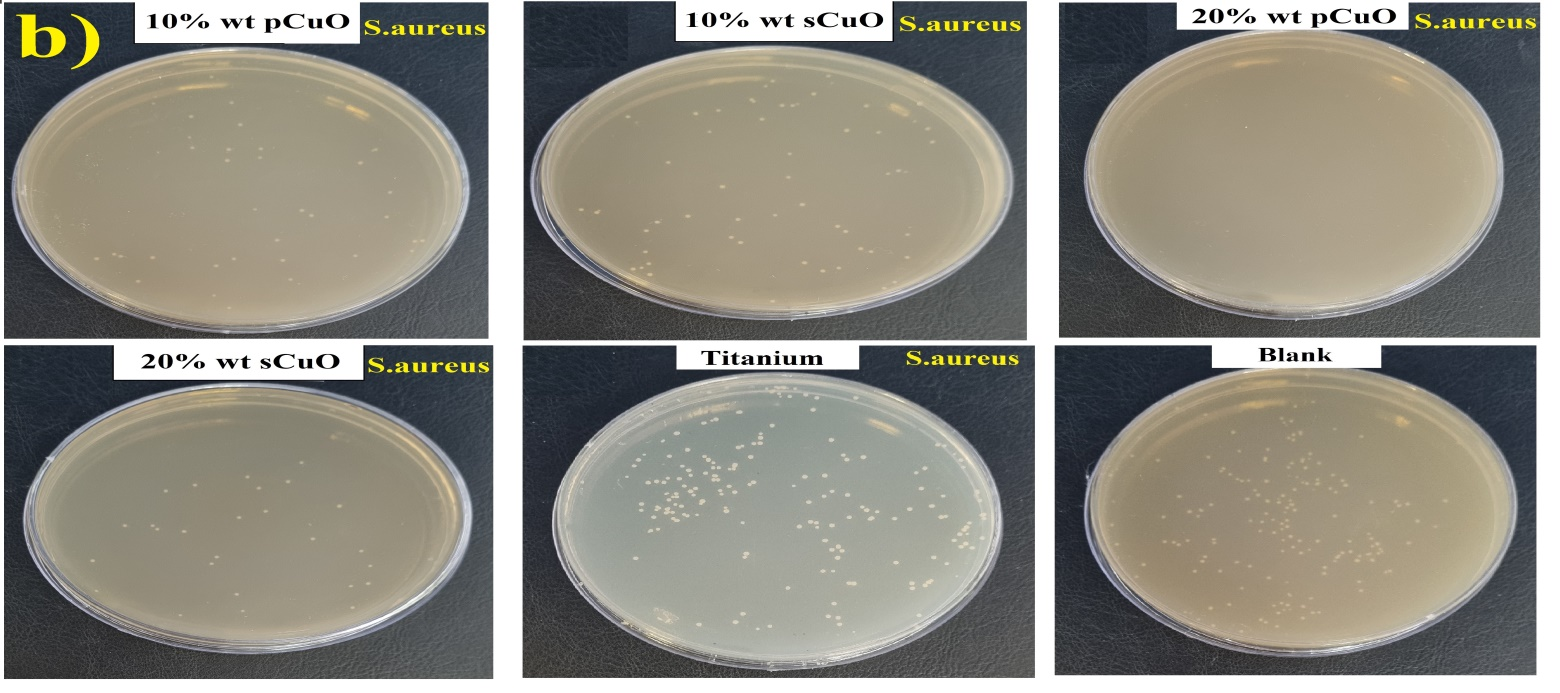 b)
10% wt pCuO
S.aureus
10% wt sCuO
S.aureus
20% wt pCuO
S.aureus
20% wt sCuO
S.aureus
Titanium
S.aureus
Blank